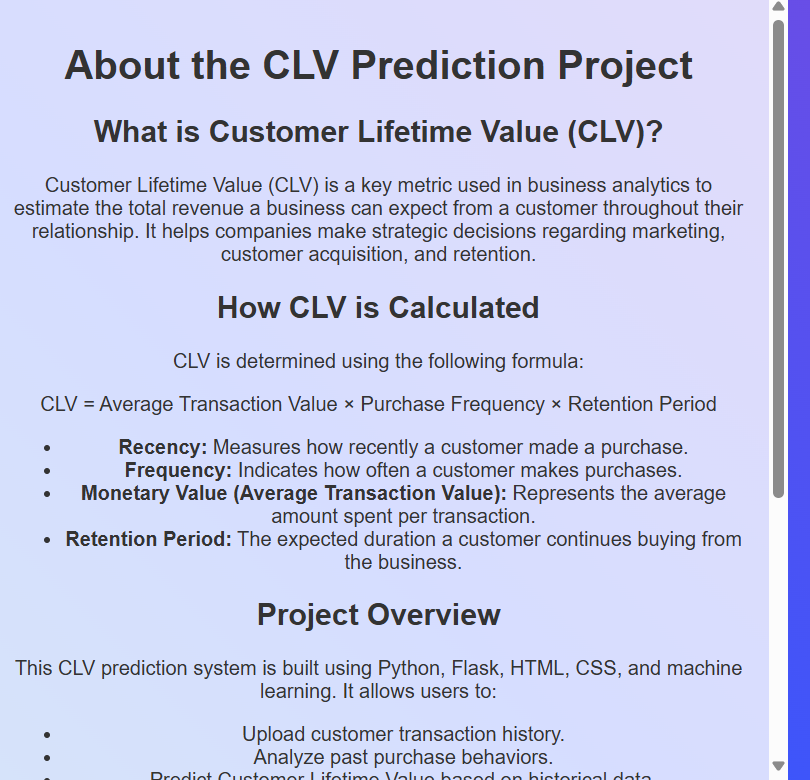 About the CLV Prediction Project
What is Customer Lifetime Value (CLV)?
Customer Lifetime Value (CLV) is a key metric used in business analytics to
estimate the total revenue a business can expect from a customer throughout their
relationship. It helps companies make strategic decisions regarding marketing,
customer acquisition, and retention.
How CLV is Calculated
CLV is determined using the following formula:
CLV = Average Transaction Value × Purchase Frequency × Retention Period
• Recency: Measures how recently a customer made a purchase.
• Frequency: Indicates how often a customer makes purchases.
• Monetary Value (Average Transaction Value): Represents the average
amount spent per transaction.
• Retention Period: The expected duration a customer continues buying from
the business.
Project Overview
This CLV prediction system is built using Python, Flask, HTML, CSS, and machine
learning. It allows users to:
• Upload customer transaction history.
• Analyze past purchase behaviors.
• Predict Customer Lifetime Value based on historical data.